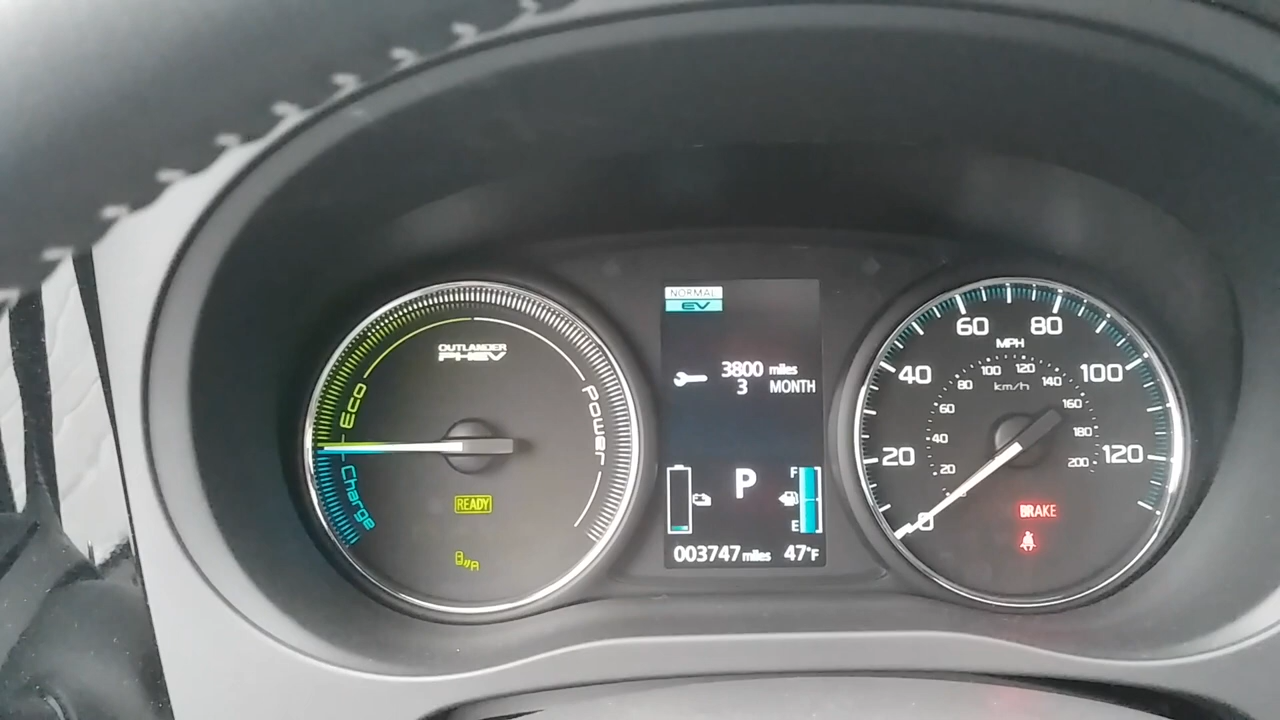 OUTLANDER
PHEV
Eco
Charge
Power
READY
A
NORMAL
EV
3800 miles
3 MONTH
P
F
E
003747 miles 47°F
0
20
40
60
80
100
120
MPH
km/h
20
40
60
80
100
120
140
160
180
200
BRAKE